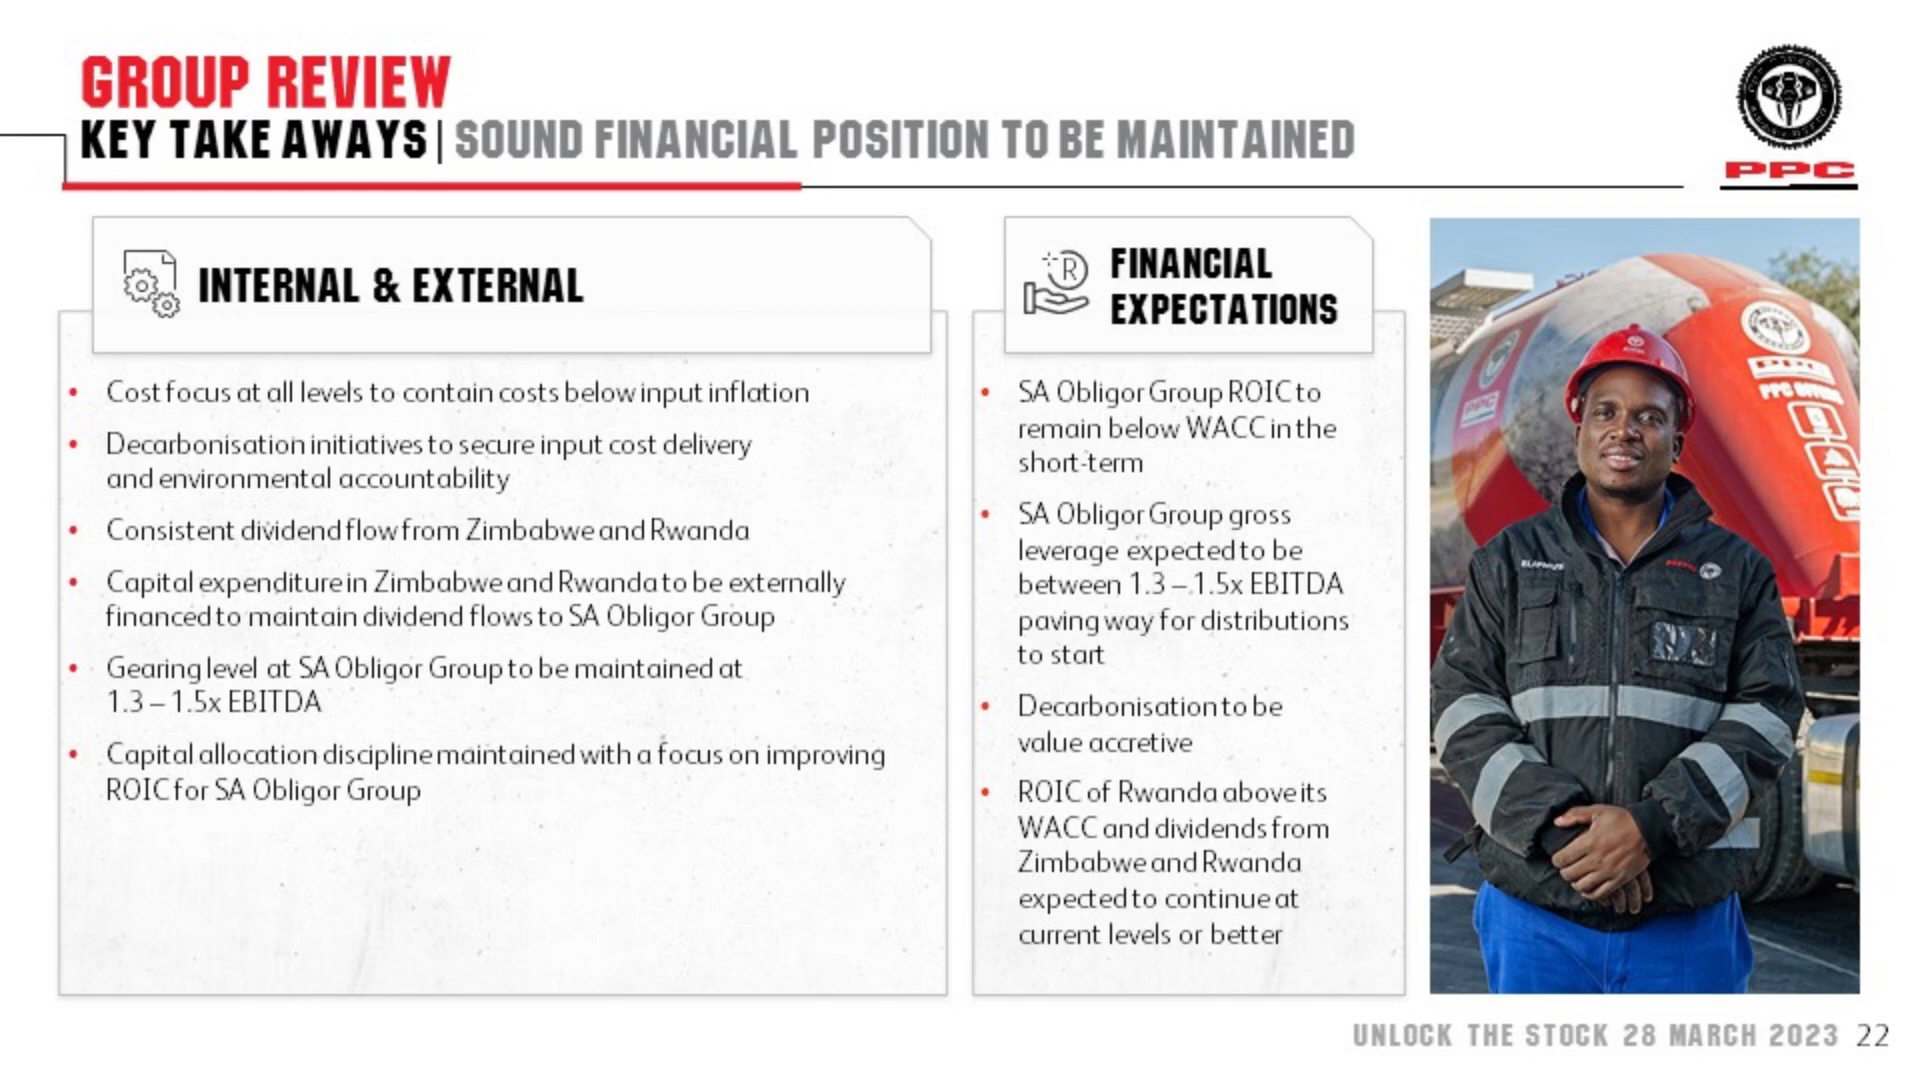 GROUP REVIEW
KEY TAKE AWAYS | SOUND FINANCIAL POSITION TO BE MAINTAINED
PPC
INTERNAL & EXTERNAL
• Cost focus at all levels to contain costs below input inflation
• Decarbonisation initiatives to secure input cost delivery
and environmental accountability
• Consistent dividend flow from Zimbabwe and Rwanda
• Capital expenditure in Zimbabwe and Rwanda to be externally
financed to maintain dividend flows to SA Obligor Group
• Gearing level at SA Obligor Group to be maintained at
1.3 – 1.5x EBITDA
• Capital allocation discipline maintained with a focus on improving
ROIC for SA Obligor Group
R
FINANCIAL
EXPECTATIONS
• SA Obligor Group ROIC to
remain below WACC in the
short-term
• SA Obligor Group gross
leverage expected to be
between 1.3 – 1.5x EBITDA
paving way for distributions
to start
• Decarbonisation to be
value accretive
• ROIC of Rwanda above its
WACC and dividends from
Zimbabwe and Rwanda
expected to continue at
current levels or better
PPC
PPC
UNLOCK THE STOCK 28 MARCH 2023 22